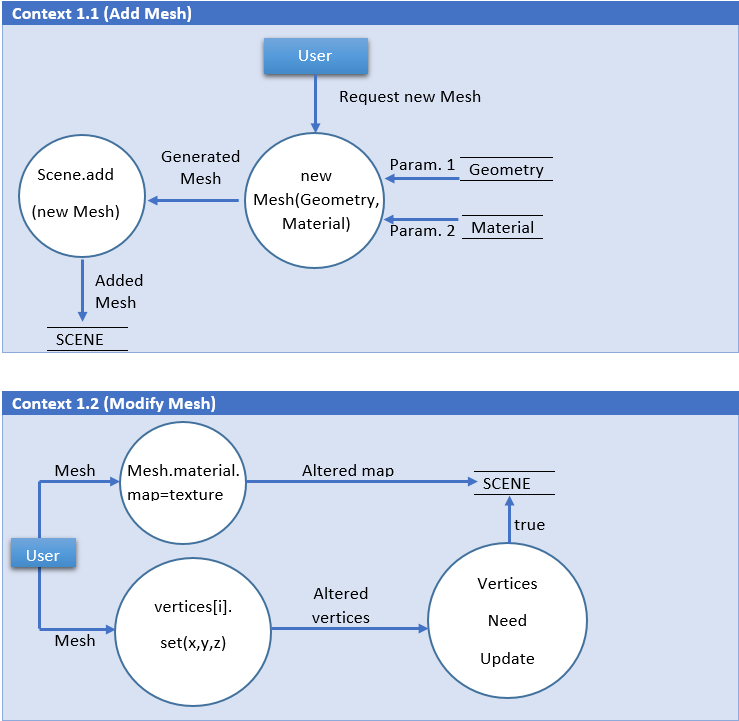 Context 1.1 (Add Mesh)
User
Request new Mesh
Generated
Mesh
Scene.add
(new Mesh)
new
Mesh(Geometry,
Material)
Param. 1
Geometry
Param. 2
Material
Added
Mesh
SCENE
Context 1.2 (Modify Mesh)
Mesh
Mesh.material.
map=texture
Altered map
SCENE
User
true
Mesh
vertices[i].
set(x,y,z)
Altered
vertices
Vertices
Need
Update